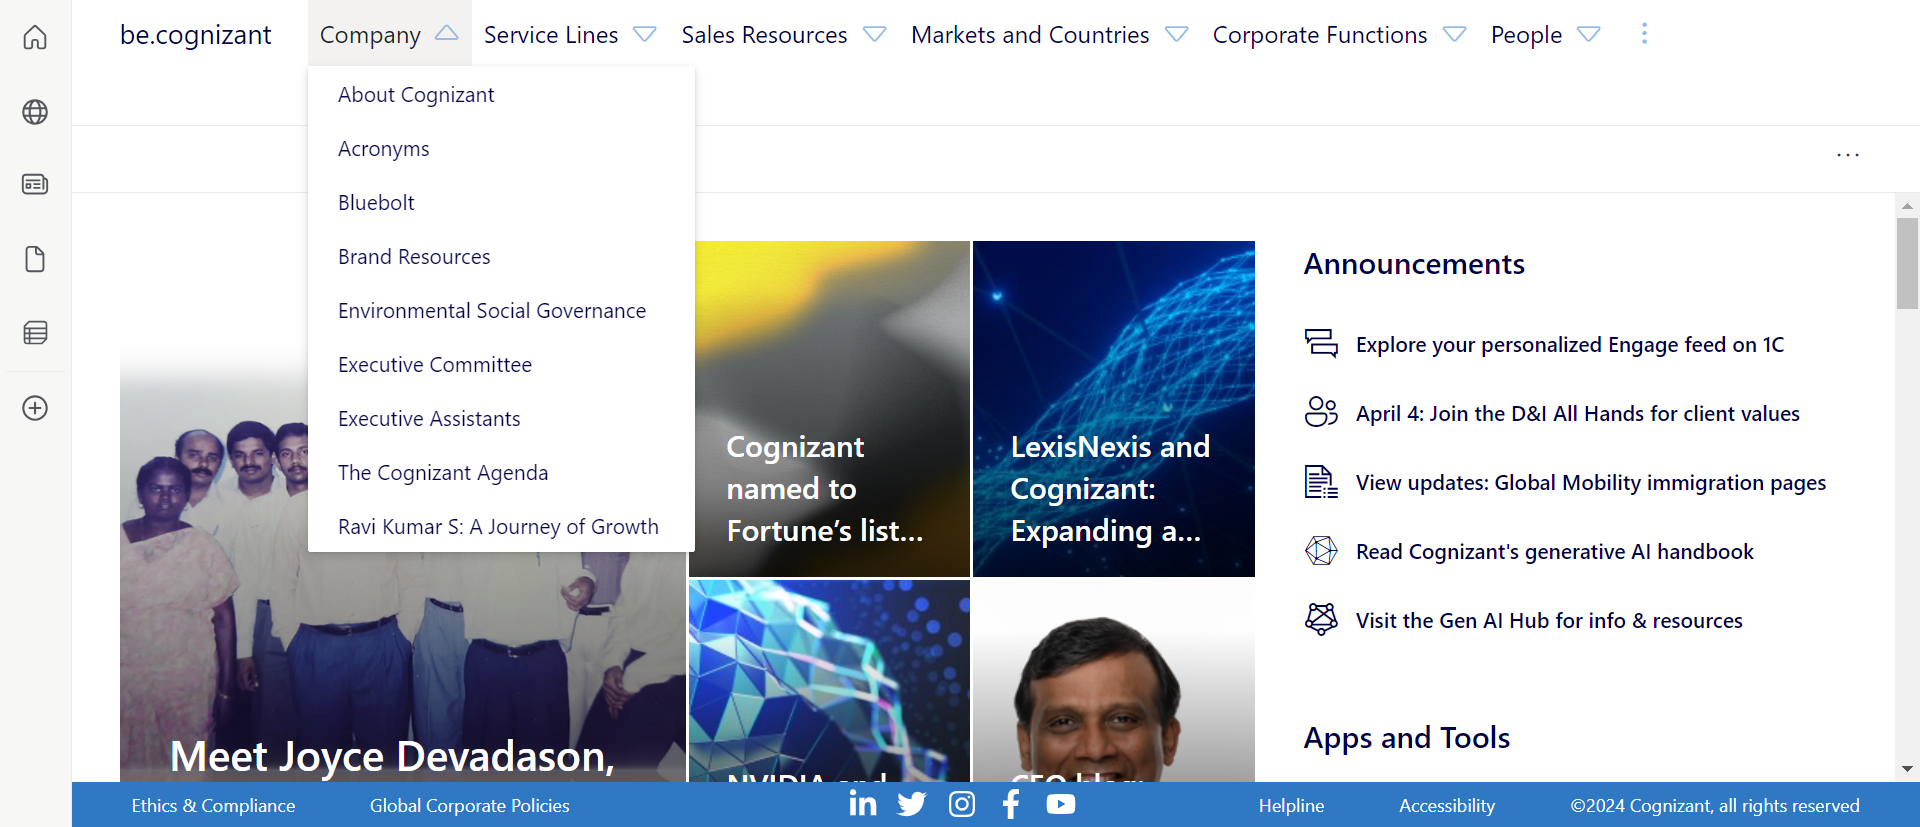 be.cognizant
Company
Service Lines
Sales Resources
Markets and Countries
Corporate Functions
People
About Cognizant
Acronyms
Bluebolt
Brand Resources
Environmental Social Governance
Executive Committee
Executive Assistants
The Cognizant Agenda
Ravi Kumar S: A Journey of Growth
Meet Joyce Devadason,
Cognizant
named to
Fortune’s list...
LexisNexis and
Cognizant:
Expanding a...
NVIDIA and
CEO blog:
Announcements
Explore your personalized Engage feed on 1C
April 4: Join the D&I All Hands for client values
View updates: Global Mobility immigration pages
Read Cognizant's generative AI handbook
Visit the Gen AI Hub for info & resources
Apps and Tools
Ethics & Compliance
Global Corporate Policies
Helpline
Accessibility
©2024 Cognizant, all rights reserved